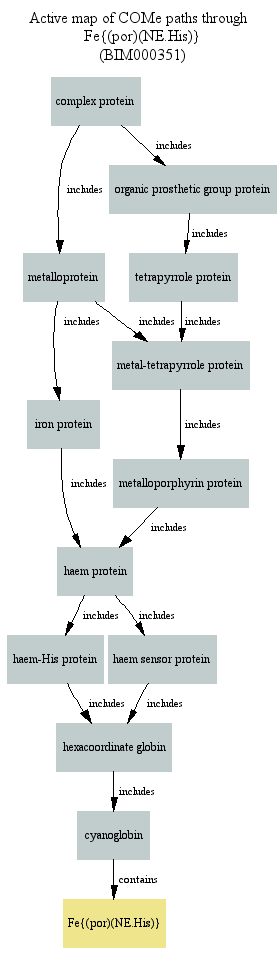 Active map of COMe paths through
Fe{(por)(NE.His)}
(BIM000351)
complex protein
includes
includes
organic prosthetic group protein
includes
metalloprotein
tetrapyrrole protein
includes
includes
includes
metal-tetrapyrrole protein
iron protein
includes
includes
metalloporphyrin protein
includes
haem protein
includes
includes
haem-His protein
haem sensor protein
includes
includes
hexacoordinate globin
includes
cyanoglobin
contains
Fe{(por)(NE.His)}